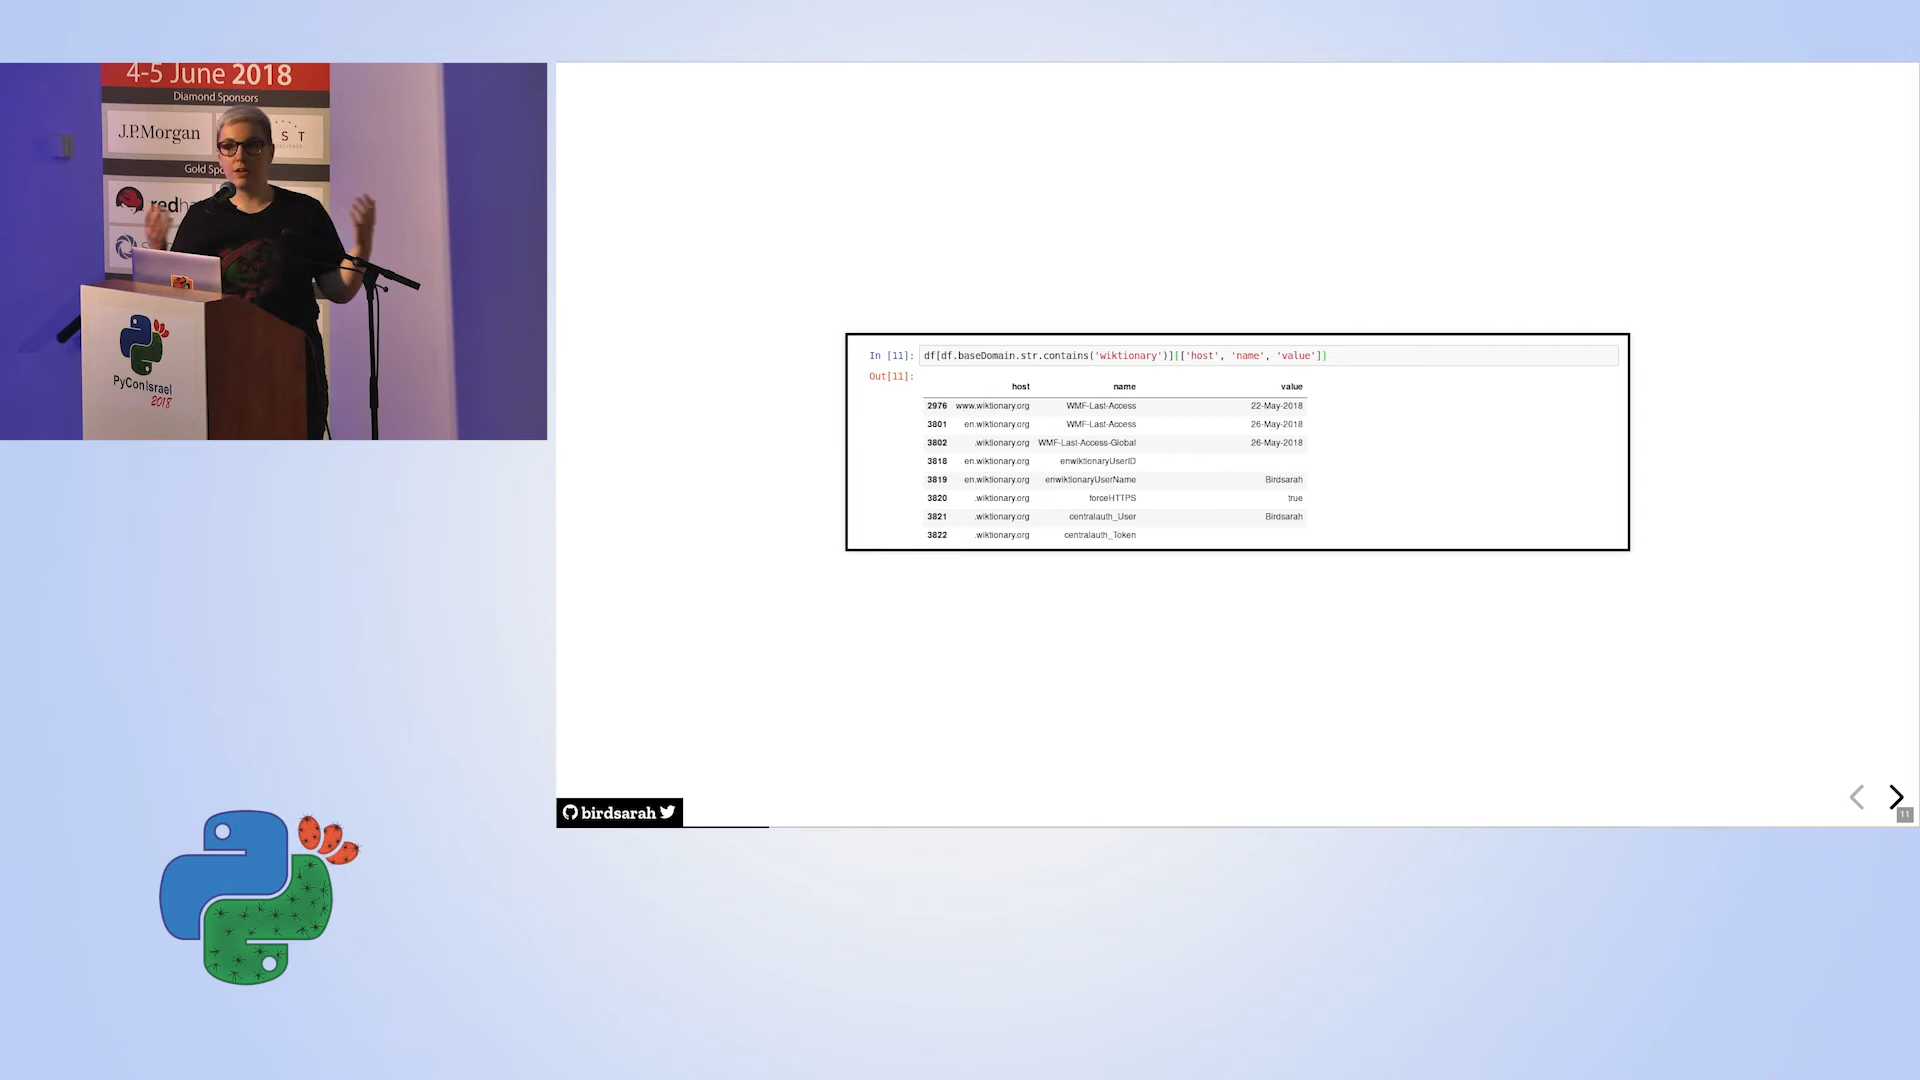 4-5 June 2018
Diamond Sponsors
J.P.Morgan
S T
Gold Spo
redh
PyConIsrael
2018
In [11]: df[df.baseDomain.str.contains('wiktionary')][['host', 'name', 'value']]
Out[11]:
host name value
2976 www.wiktionary.org WMF-Last-Access 22-May-2018
3801 en.wiktionary.org WMF-Last-Access 26-May-2018
3802 .wiktionary.org WMF-Last-Access-Global 26-May-2018
3818 en.wiktionary.org enwiktionaryUserID
3819 en.wiktionary.org enwiktionaryUserName Birdsarah
3820 .wiktionary.org forceHTTPS true
3821 .wiktionary.org centralauth_User Birdsarah
3822 .wiktionary.org centralauth_Token
birdsarah
11